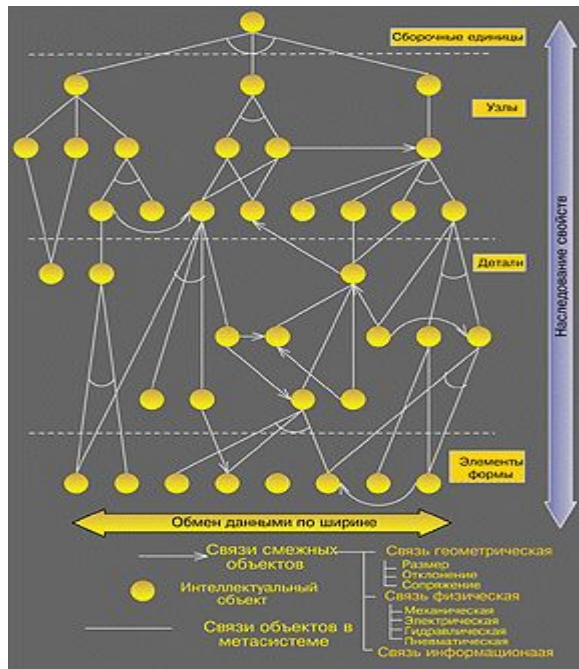 Сборочные единицы
Узлы
Детали
Наследование свойств
Элементы
формы
Обмен данными по ширине
Связи смежных
объектов
Интеллектуальный
объект
Связи объектов в
метасистеме
Связь геометрическая
Размер
Отклонение
Сопряжение
Связь физическая
Механическая
Электрическая
Гидравлическая
Пневматическая
Связь информационаая